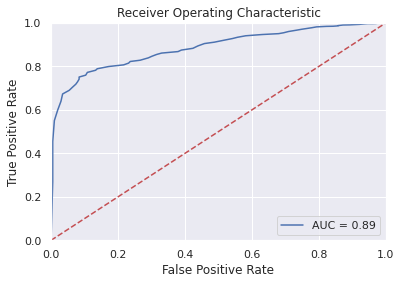 Receiver Operating Characteristic
1.0
0.8
0.6
0.4
0.2
0.0
True Positive Rate
AUC = 0.89
0.0 0.2 0.4 0.6 0.8 1.0
False Positive Rate